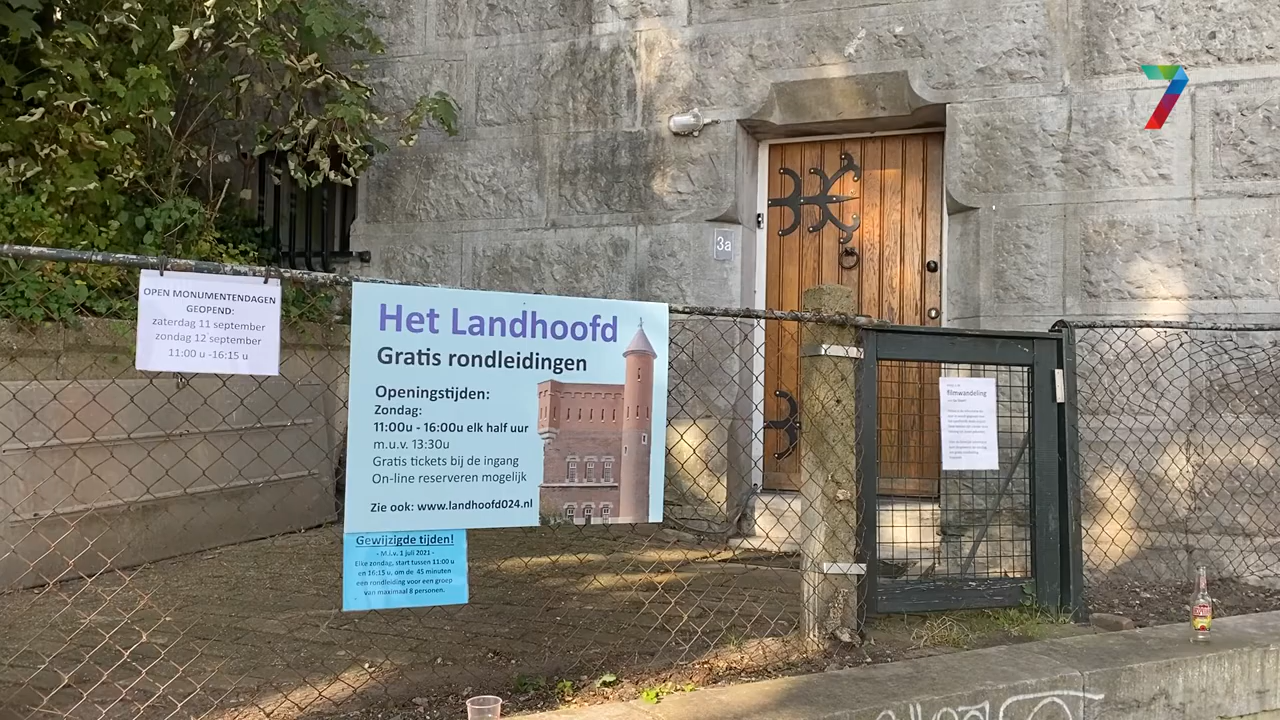 OPEN MONUMENTENDAGEN
GEOPEND:
zaterdag 11 september
zondag 12 september
11:00 u -16:15 u
Het Landhoofd
Gratis rondleidingen
Openingstijden:
Zondag:
11:00u - 16:00u elk half uur
m.u.v. 13:30u
Gratis tickets bij de ingang
On-line reserveren mogelijk
Zie ook: www.landhoofd024.nl
Gewijzigde tijden!
- M.i.v. 1 juli 2021 -
Elke zondag, start tussen 11:00 u
en 16:15 u, om de 45 minuten
een rondleiding voor een groep
van maximaal 8 personen.
3a
filmwandeling
7